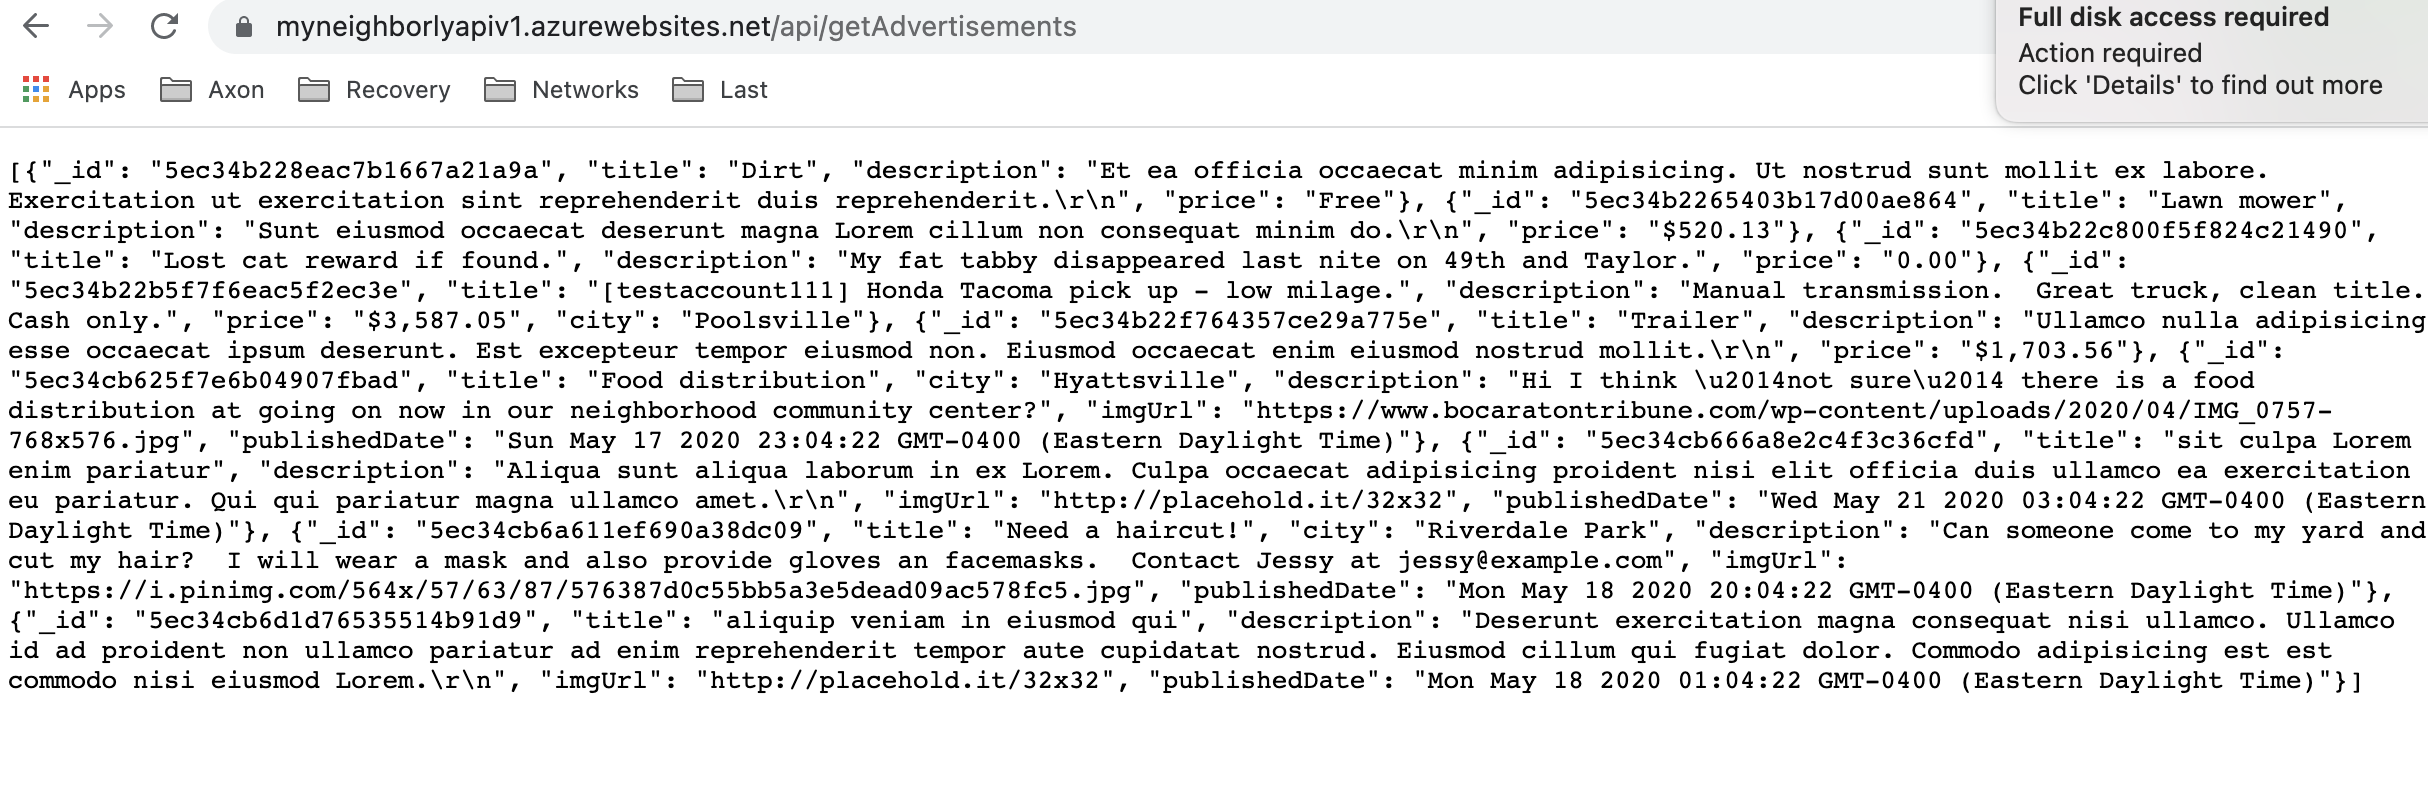 myneighborlyapiv1.azurewebsites.net/api/getAdvertisements
Full disk access required
Action required
Click 'Details' to find out more
Apps Axon Recovery Networks Last
[{"_id": "5ec34b228eac7b1667a21a9a", "title": "Dirt", "description": "Et ea officia occaecat minim adipisicing. Ut nostrud sunt mollit ex labore.
Exercitation ut exercitation sint reprehenderit duis reprehenderit.\r\n", "price": "Free"}, {"_id": "5ec34b2265403b17d00ae864", "title": "Lawn mower",
"description": "Sunt eiusmod occaecat deserunt magna Lorem cillum non consequat minim do.\r\n", "price": "$520.13"}, {"_id": "5ec34b22c800f5f824c21490",
"title": "Lost cat reward if found.", "description": "My fat tabby disappeared last nite on 49th and Taylor.", "price": "0.00"}, {"_id":
"5ec34b22b5f7f6eac5f2ec3e", "title": "[testaccount111] Honda Tacoma pick up - low milage.", "description": "Manual transmission.  Great truck, clean title.
Cash only.", "price": "$3,587.05", "city": "Poolsville"}, {"_id": "5ec34b22f764357ce29a775e", "title": "Trailer", "description": "Ullamco nulla adipisicing
esse occaecat ipsum deserunt. Est excepteur tempor eiusmod non. Eiusmod occaecat enim eiusmod nostrud mollit.\r\n", "price": "$1,703.56"}, {"_id":
"5ec34cb625f7e6b04907fbad", "title": "Food distribution", "city": "Hyattsville", "description": "Hi I think \u2014not sure\u2014 there is a food
distribution at going on now in our neighborhood community center?", "imgUrl": "https://www.bocaratontribune.com/wp-content/uploads/2020/04/IMG_0757-
768x576.jpg", "publishedDate": "Sun May 17 2020 23:04:22 GMT-0400 (Eastern Daylight Time)"}, {"_id": "5ec34cb666a8e2c4f3c36cfd", "title": "sit culpa Lorem
enim pariatur", "description": "Aliqua sunt aliqua laborum in ex Lorem. Culpa occaecat adipisicing proident nisi elit officia duis ullamco ea exercitation
eu pariatur. Qui qui pariatur magna ullamco amet.\r\n", "imgUrl": "http://placehold.it/32x32", "publishedDate": "Wed May 21 2020 03:04:22 GMT-0400 (Eastern
Daylight Time)"}, {"_id": "5ec34cb6a611ef690a38dc09", "title": "Need a haircut!", "city": "Riverdale Park", "description": "Can someone come to my yard and
cut my hair?  I will wear a mask and also provide gloves an facemasks.  Contact Jessy at jessy@example.com", "imgUrl":
"https://i.pinimg.com/564x/57/63/87/576387d0c55bb5a3e5dead09ac578fc5.jpg", "publishedDate": "Mon May 18 2020 20:04:22 GMT-0400 (Eastern Daylight Time)"},
{"_id": "5ec34cb6d1d76535514b91d9", "title": "aliquip veniam in eiusmod qui", "description": "Deserunt exercitation magna consequat nisi ullamco. Ullamco
id ad proident non ullamco pariatur ad enim reprehenderit tempor aute cupidatat nostrud. Eiusmod cillum qui fugiat dolor. Commodo adipisicing est est
commodo nisi eiusmod Lorem.\r\n", "imgUrl": "http://placehold.it/32x32", "publishedDate": "Mon May 18 2020 01:04:22 GMT-0400 (Eastern Daylight Time)"}]